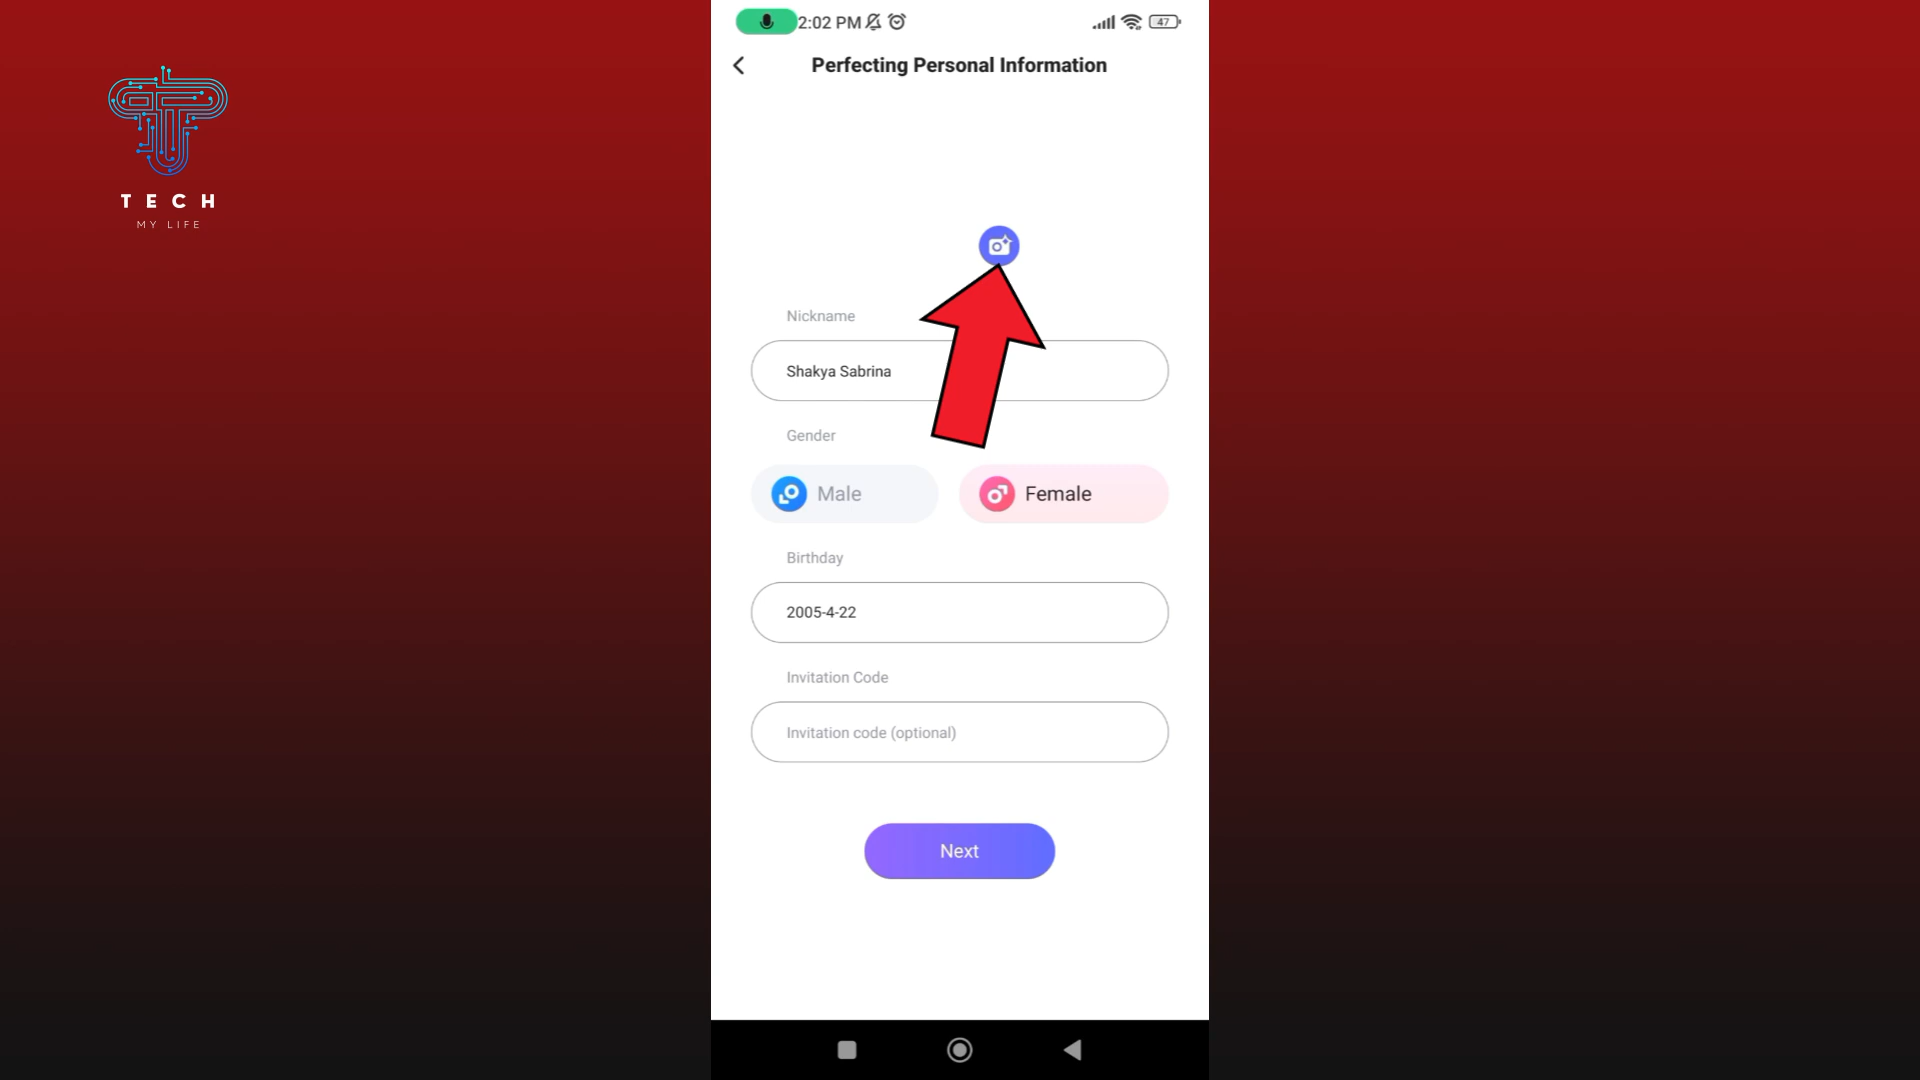 TECH
MY LIFE
2:02 PM
47
Perfecting Personal Information
Nickname
Shakya Sabrina
Gender
Male
Female
Birthday
2005-4-22
Invitation Code
Invitation code (optional)
Next